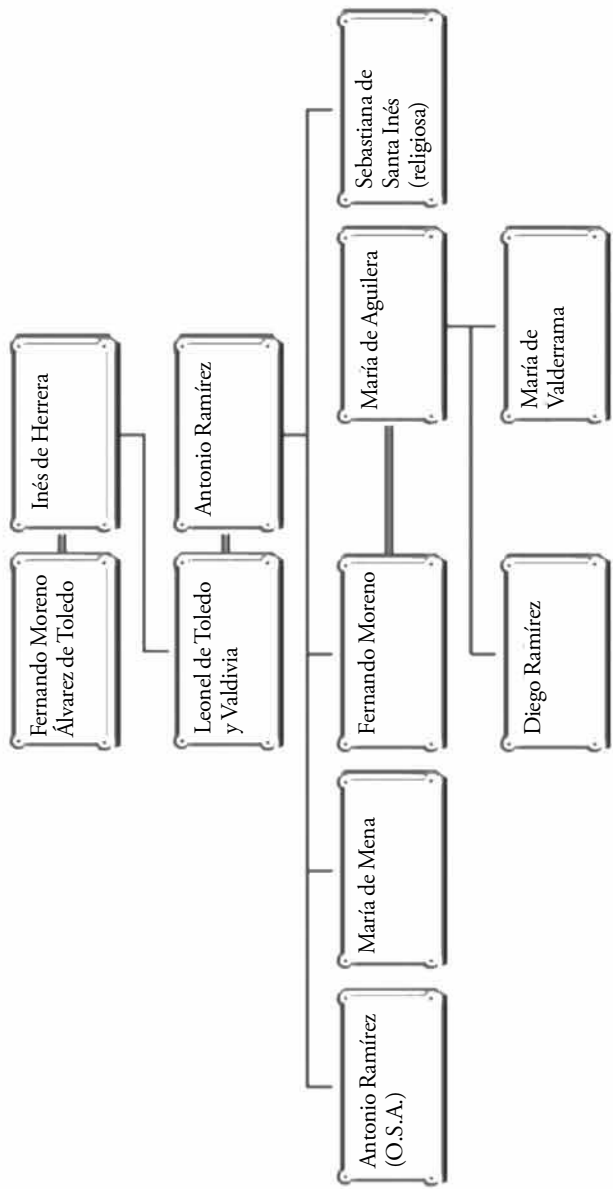 Fernando Moreno
Álvarez de Toledo
Inés de Herrera
Leonel de Toledo
y Valdivia
Antonio Ramírez
Antonio Ramírez
(O.S.A.)
María de Mena
Fernando Moreno
María de Aguilera
Sebastiana de
Santa Inés
(religiosa)
Diego Ramírez
María de
Valderrama